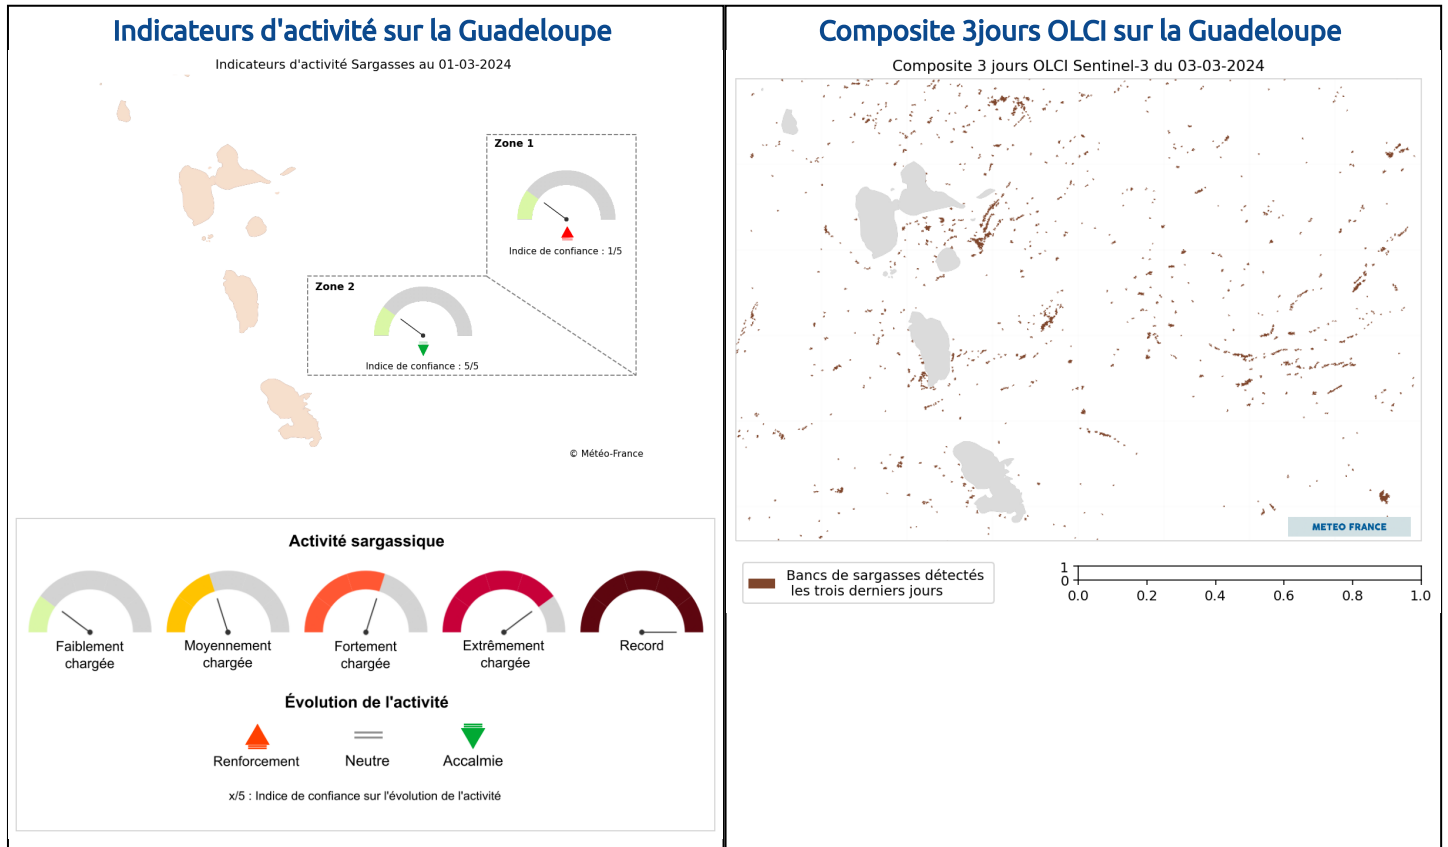 Indicateurs d'activité sur la Guadeloupe
Indicateurs d'activité Sargasses au 01-03-2024
Zone 1
Indice de confiance : 1/5
Zone 2
Indice de confiance : 5/5
© Météo-France
Activité sargassique
Faiblement
chargée
Moyennement
chargée
Fortement
chargée
Extrêmement
chargée
Record
Évolution de l'activité
Renforcement
Neutre
Accalmie
x/5 : Indice de confiance sur l'évolution de l'activité
Composite 3jours OLCI sur la Guadeloupe
Composite 3 jours OLCI Sentinel-3 du 03-03-2024
METEO FRANCE
Bancs de sargasses détectés
les trois derniers jours
1
0
0.0 0.2 0.4 0.6 0.8 1.0